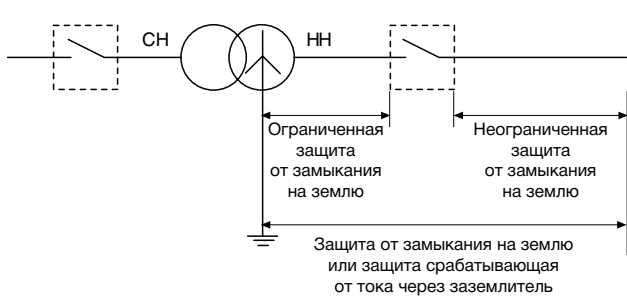 СН
НН
Ограниченная
защита
от замыкания
на землю
Неограниченная
защита
от замыкания
на землю
Защита от замыкания на землю
или защита срабатывающая
от тока через заземлитель